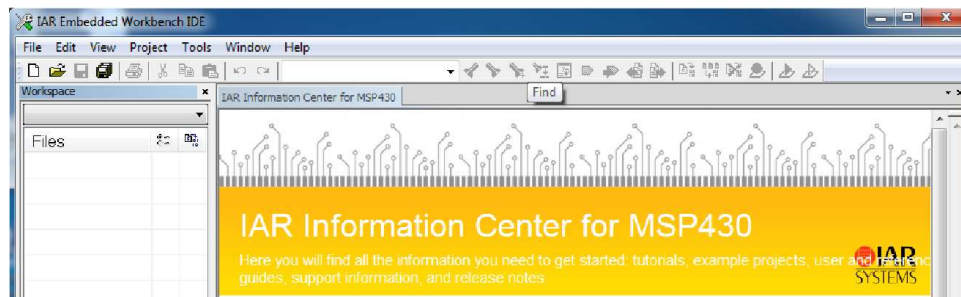 IAR Embedded Workbench IDE
File Edit View Project Tools Window Help
Workspace
IAR Information Center for MSP430
Find
Files
IAR Information Center for MSP430
Here you will find all the information you need to get started: tutorials, example projects, user and referenc
guides, support information, and release notes.
IAR
SYSTEMS